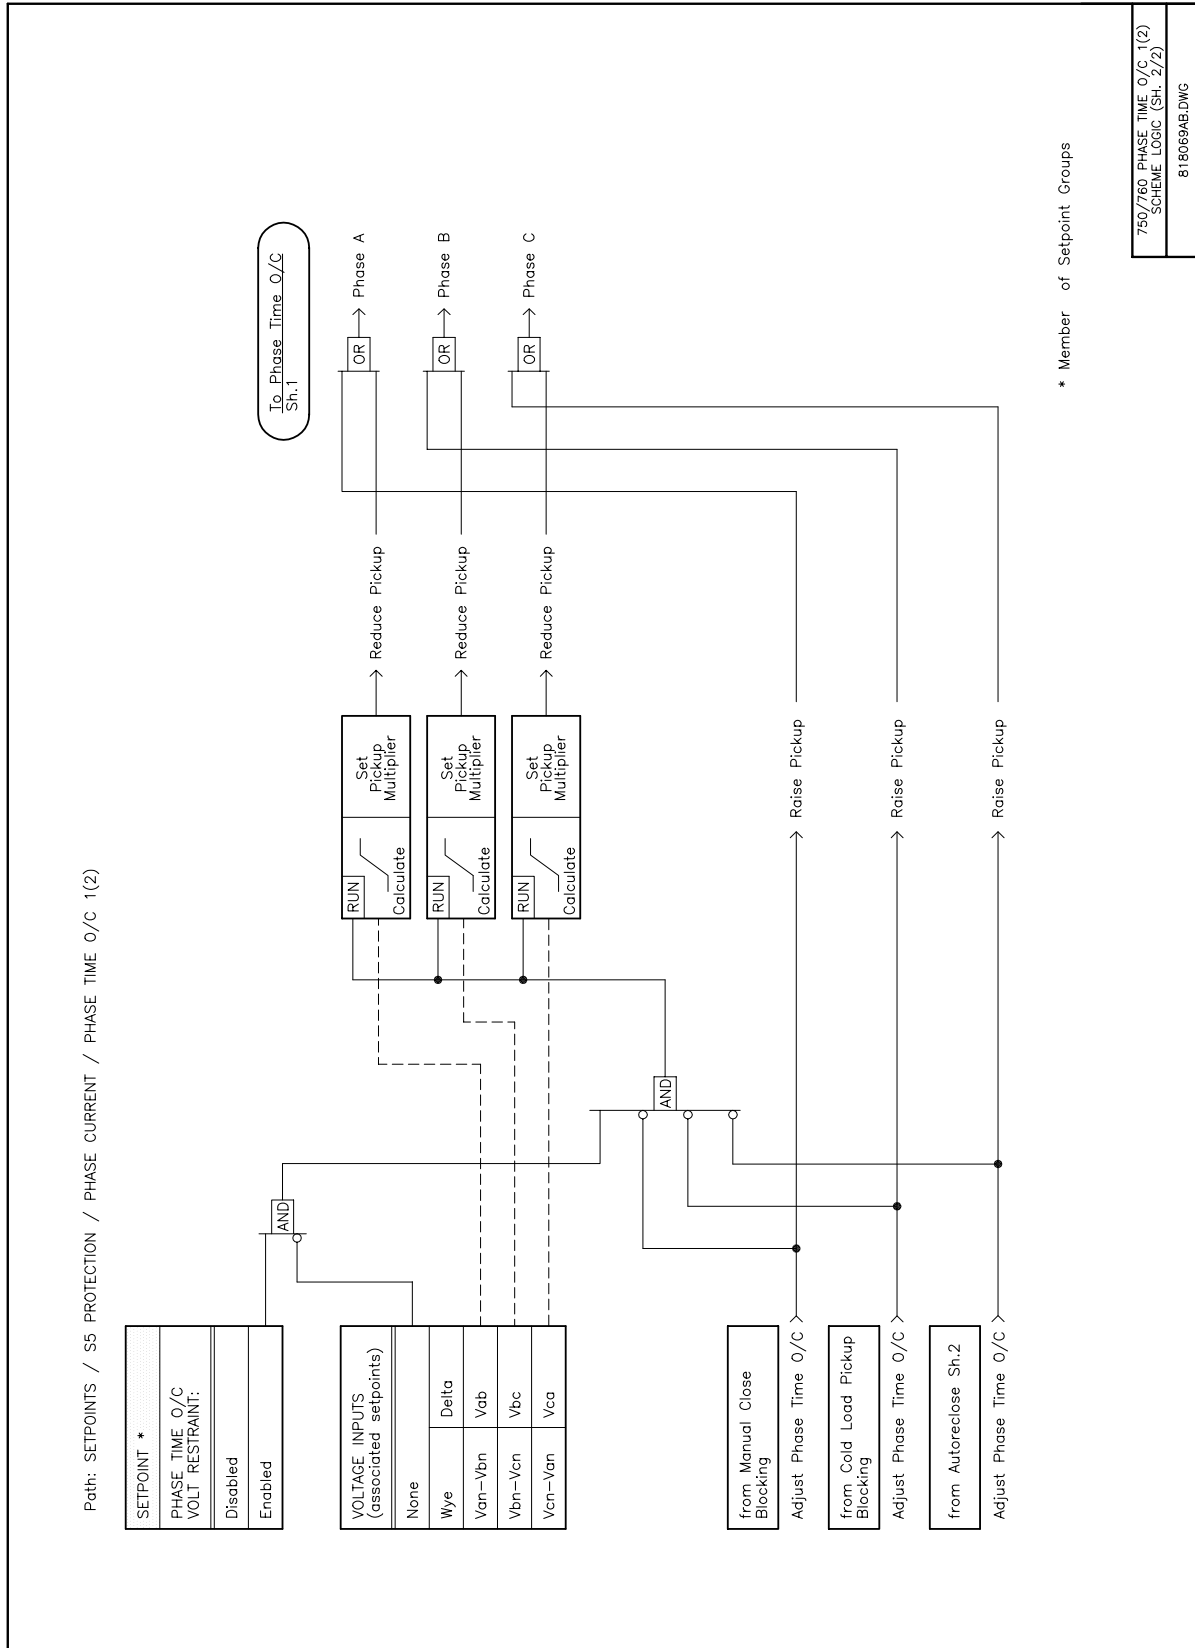 Path: SETPOINTS / S5 PROTECTION / PHASE CURRENT / PHASE TIME O/C 1(2)
SETPOINT *
PHASE TIME O/C
VOLT RESTRAINT:
Disabled
Enabled
AND
VOLTAGE INPUTS
(associated setpoints)
None
Wye Delta
Van-Vbn Vab
Vbn-Vcn Vbc
Vcn-Van Vca
AND
RUN
Calculate
Set
Pickup
Multiplier
Reduce Pickup
RUN
Calculate
Set
Pickup
Multiplier
Reduce Pickup
RUN
Calculate
Set
Pickup
Multiplier
Reduce Pickup
To Phase Time O/C
Sh.1
OR
Phase A
OR
Phase B
OR
Phase C
from Manual Close
Blocking
Adjust Phase Time O/C
Raise Pickup
from Cold Load Pickup
Blocking
Adjust Phase Time O/C
Raise Pickup
from Autoreclose Sh.2
Adjust Phase Time O/C
Raise Pickup
* Member of Setpoint Groups
750/760 PHASE TIME O/C 1(2)
SCHEME LOGIC (SH. 2/2)
818069AB.DWG